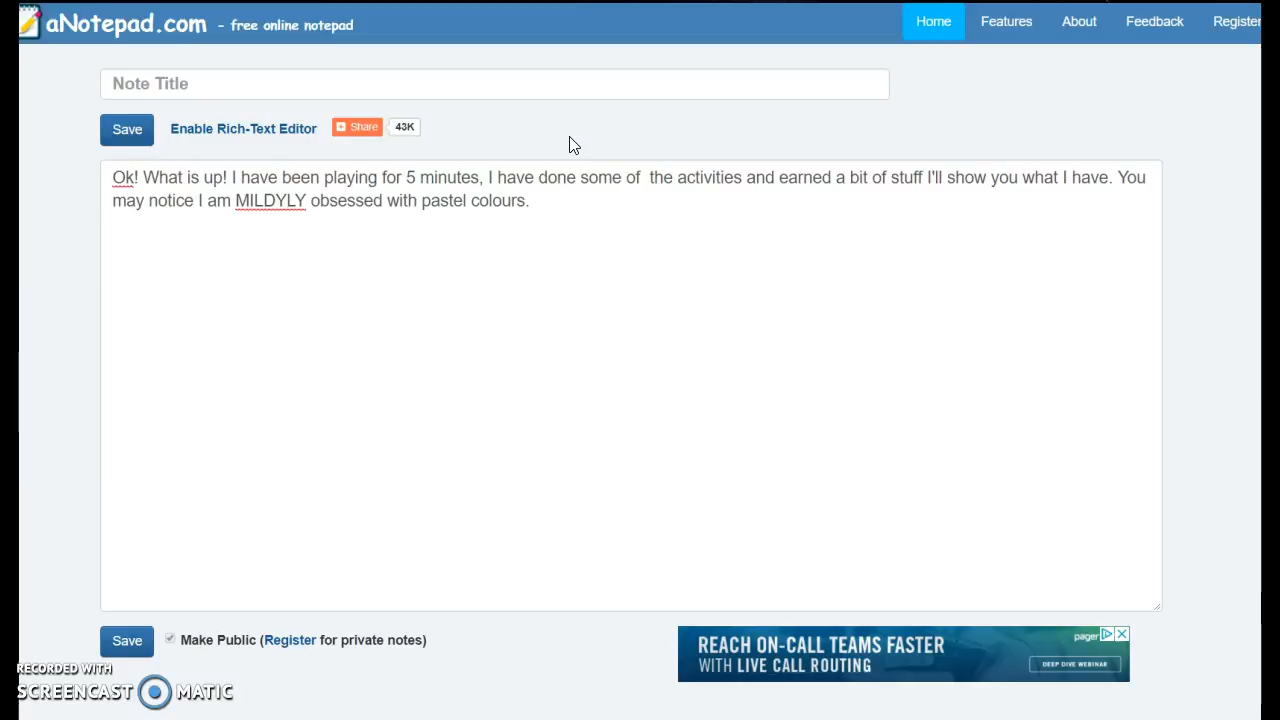 aNotepad.com - free online notepad
Home Features About Feedback Register
Note Title
Save Enable Rich-Text Editor Share 43K
Ok! What is up! I have been playing for 5 minutes, I have done some of  the activities and earned a bit of stuff I'll show you what I have. You
may notice I am MILDYLY obsessed with pastel colours.
Save Make Public (Register for private notes)
REACH ON-CALL TEAMS FASTER
WITH LIVE CALL ROUTING
pager
DEEP DIVE WEBINAR
RECORDED WITH
SCREENCAST MATIC